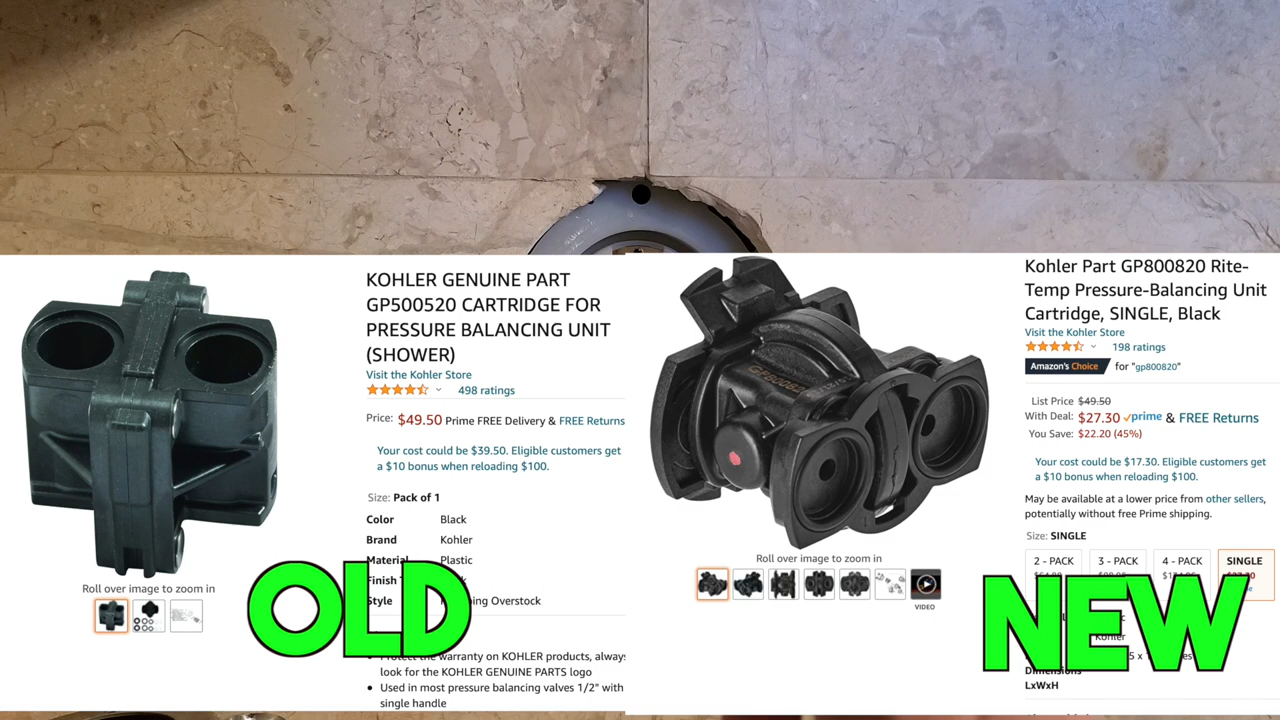 KOHLER GENUINE PART
GP500520 CARTRIDGE FOR
PRESSURE BALANCING UNIT
(SHOWER)
Visit the Kohler Store
498 ratings
Price: $49.50 Prime FREE Delivery & FREE Returns
Your cost could be $39.50. Eligible customers get
a $10 bonus when reloading $100.
Size: Pack of 1
Color Black
Brand Kohler
Material Plastic
Finish
Style Overstock
Roll over image to zoom in
OLD
Protect the warranty on KOHLER products, always
look for the KOHLER GENUINE PARTS logo
Used in most pressure balancing valves 1/2" with
single handle
Kohler Part GP800820 Rite-
Temp Pressure-Balancing Unit
Cartridge, SINGLE, Black
Visit the Kohler Store
198 ratings
Amazon's Choice for "gp800820"
List Price $49.50
With Deal: $27.30 prime & FREE Returns
You Save: $22.20 (45%)
Your cost could be $17.30. Eligible customers get
a $10 bonus when reloading $100.
May be available at a lower price from other sellers,
potentially without free Prime shipping.
Size: SINGLE
2 - PACK 3 - PACK 4 - PACK SINGLE
Roll over image to zoom in
VIDEO
NEW
Kohler
Dimensions
LxWxH